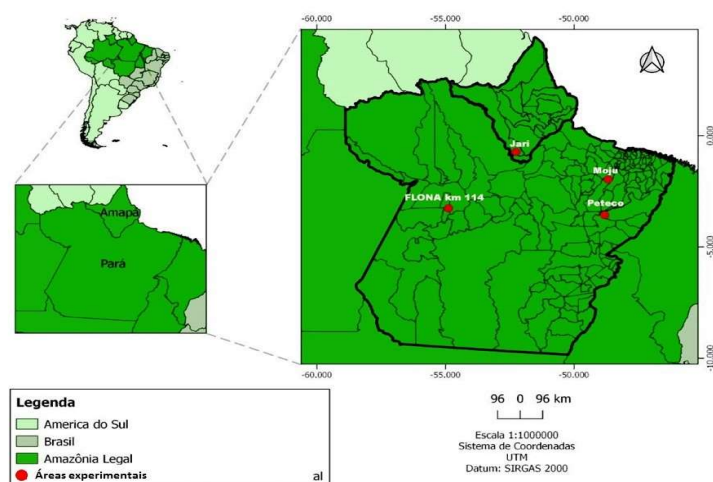 -60.000
-55.000
-50.000
0.000
-5.000
-10.000
Jari
Moju
FLONA km 114
Peteco
-60.000
-55.000
-50.000
Amapá
Pará
96 0 96 km
Escala 1:1000000
Sistema de Coordenadas
UTM
Datum: SIRGAS 2000
Legenda
America do Sul
Brasil
Amazônia Legal
Áreas experimentais
al